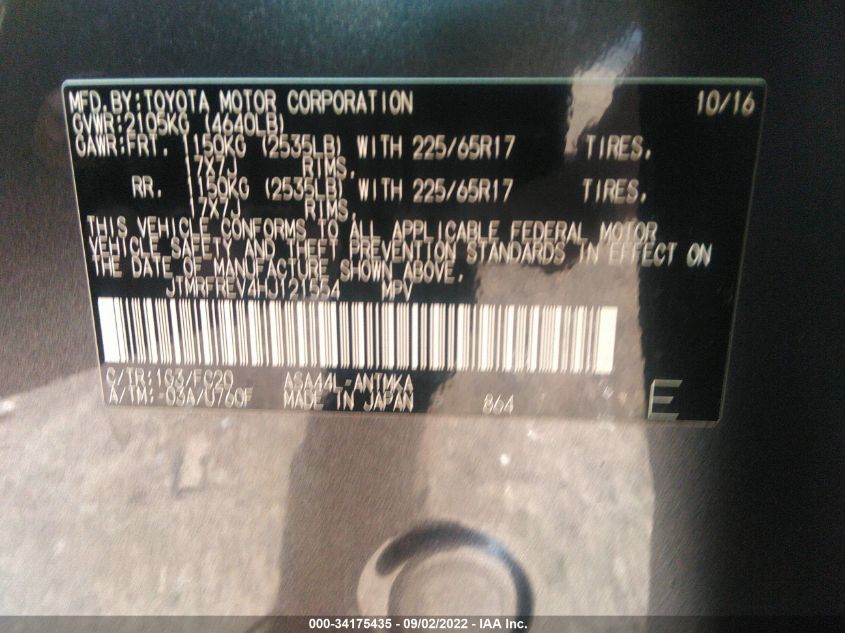 MFD. BY: TOYOTA MOTOR CORPORATION 10/16
GVWR: 2105KG (4640LB)
GAWR: FRT. 1150KG (2535LB) WITH 225/65R17 TIRES,
17X7J RIMS,
RR. 1150KG (2535LB) WITH 225/65R17 TIRES,
17X7J RIMS,
THIS VEHICLE CONFORMS TO ALL APPLICABLE FEDERAL MOTOR
VEHICLE SAFETY AND THEFT PREVENTION STANDARDS IN EFFECT ON
THE DATE OF MANUFACTURE SHOWN ABOVE.
JTMRFREV4HJ121554 MPV
C/TR: 1G3/FC20 ASA44L-ANTMKA
A/TM: -03A/U760F MADE IN JAPAN 864 E
000-34175435 - 09/02/2022 - IAA Inc.